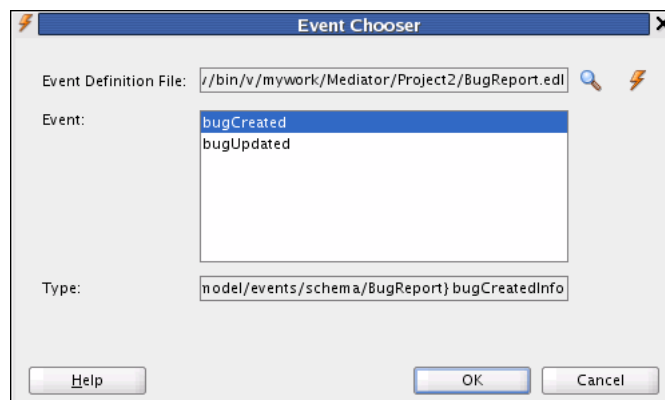 Event Chooser
Event Definition File: /bin/v/mywork/Mediator/Project2/BugReport.edl
Event:
bugCreated
bugUpdated
Type: model/events/schema/BugReport} bugCreatedInfo
Help OK Cancel